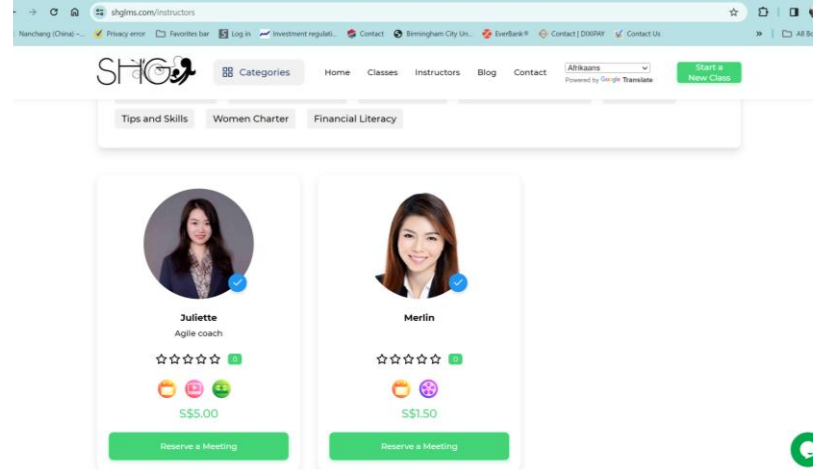 shglms.com/instructors
Nanchang (China) –... Privacy error Favorites bar Log in Investment regulati... Contact Birmingham City Un... EverBank® Contact | DIXIPAY Contact Us » All Bo
SHG Categories Home Classes Instructors Blog Contact Afrikaans Start a
Powered by Google Translate New Class
Tips and Skills Women Charter Financial Literacy
Juliette Merlin
Agile coach
0 0
S$5.00 S$1.50
Reserve a Meeting Reserve a Meeting